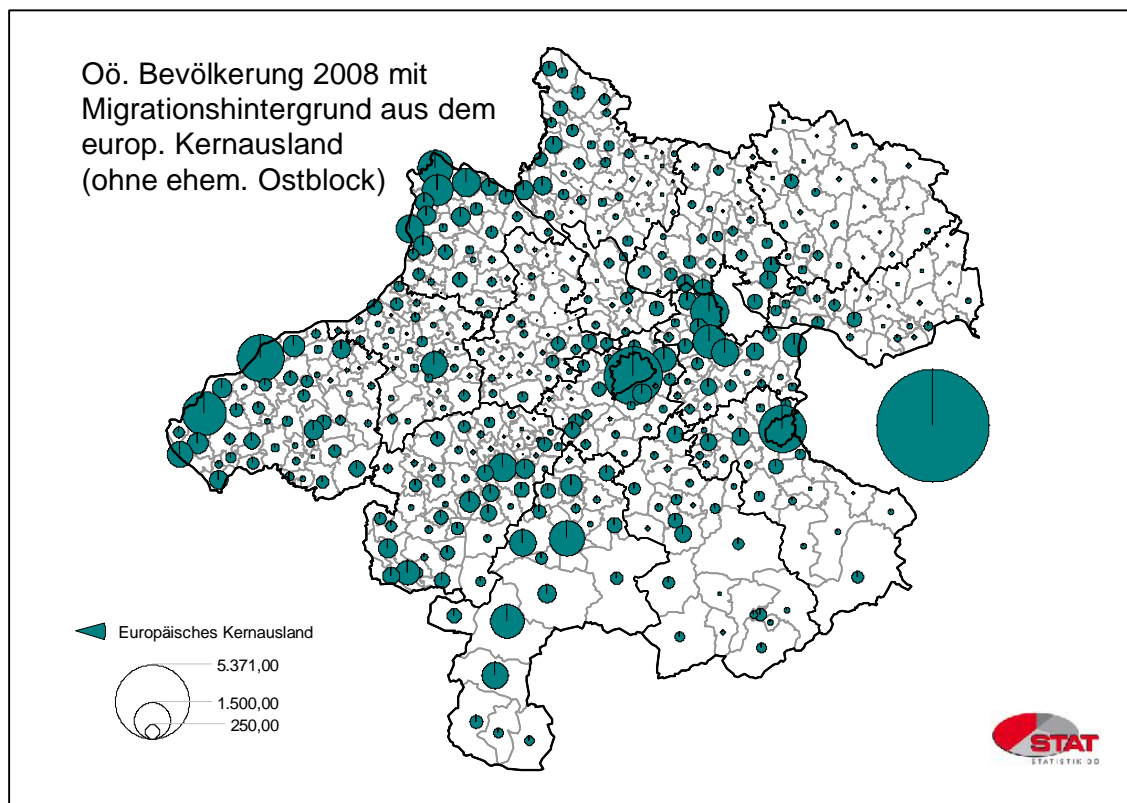 Oö. Bevölkerung 2008 mit
Migrationshintergrund aus dem
europ. Kernausland
(ohne ehem. Ostblock)
Europäisches Kernausland
5.371,00
1.500,00
250,00
STAT
STATISTIK OÖ